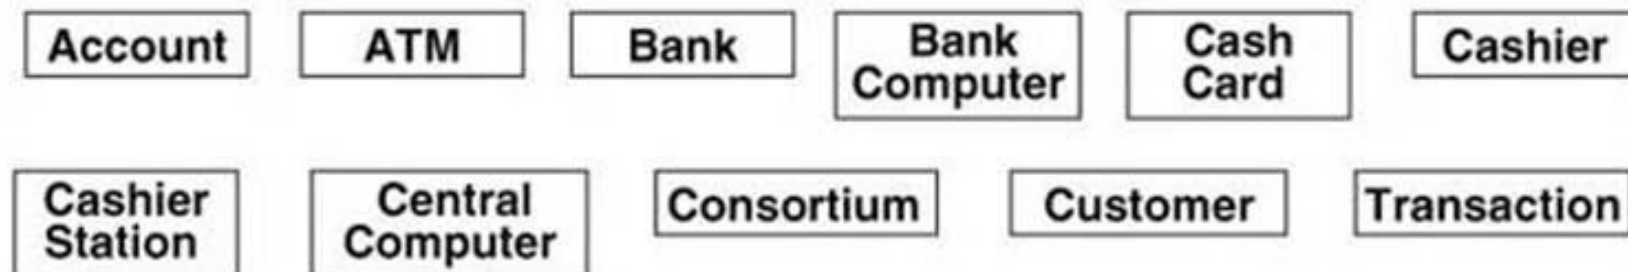 Account
ATM
Bank
Bank
Computer
Cash
Card
Cashier
Cashier
Station
Central
Computer
Consortium
Customer
Transaction